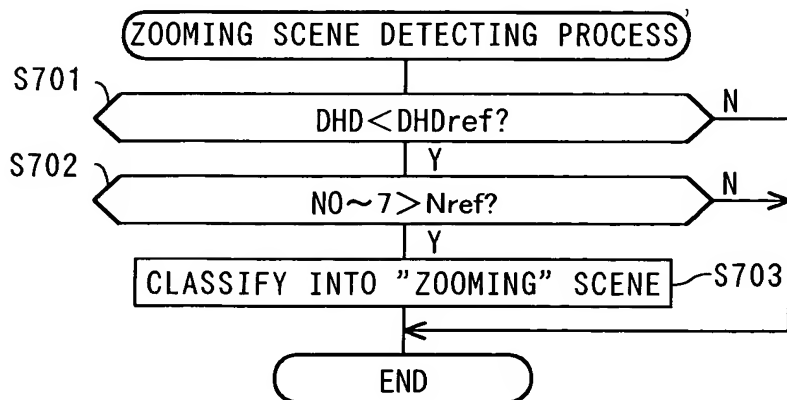 ZOOMING SCENE DETECTING PROCESS
S701
DHD<DHDref?
N
Y
S702
N0~7>Nref?
N
Y
CLASSIFY INTO "ZOOMING" SCENE
S703
END